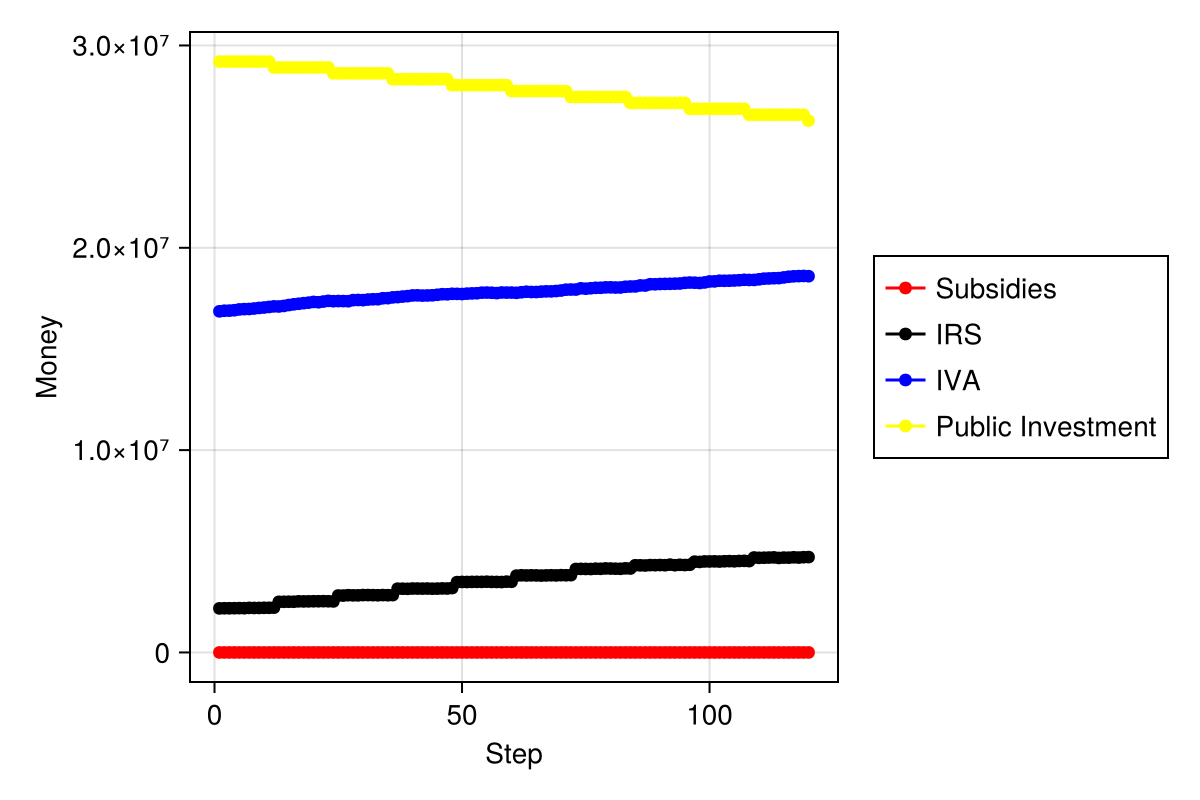 3.0×10⁷
2.0×10⁷
1.0×10⁷
0
Money
0
50
100
Step
Subsidies
IRS
IVA
Public Investment